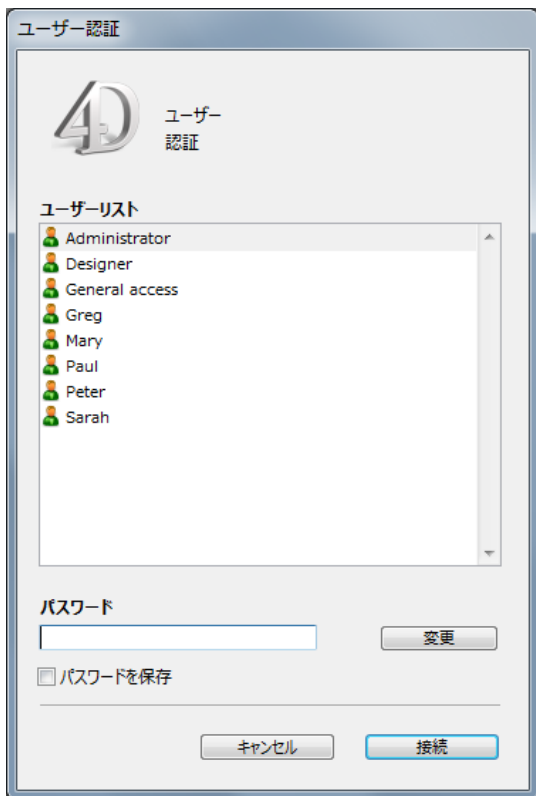 ユーザー認証
4D
ユーザー
認証
ユーザーリスト
Administrator
Designer
General access
Greg
Mary
Paul
Peter
Sarah
パスワード
変更
パスワードを保存
キャンセル
接続